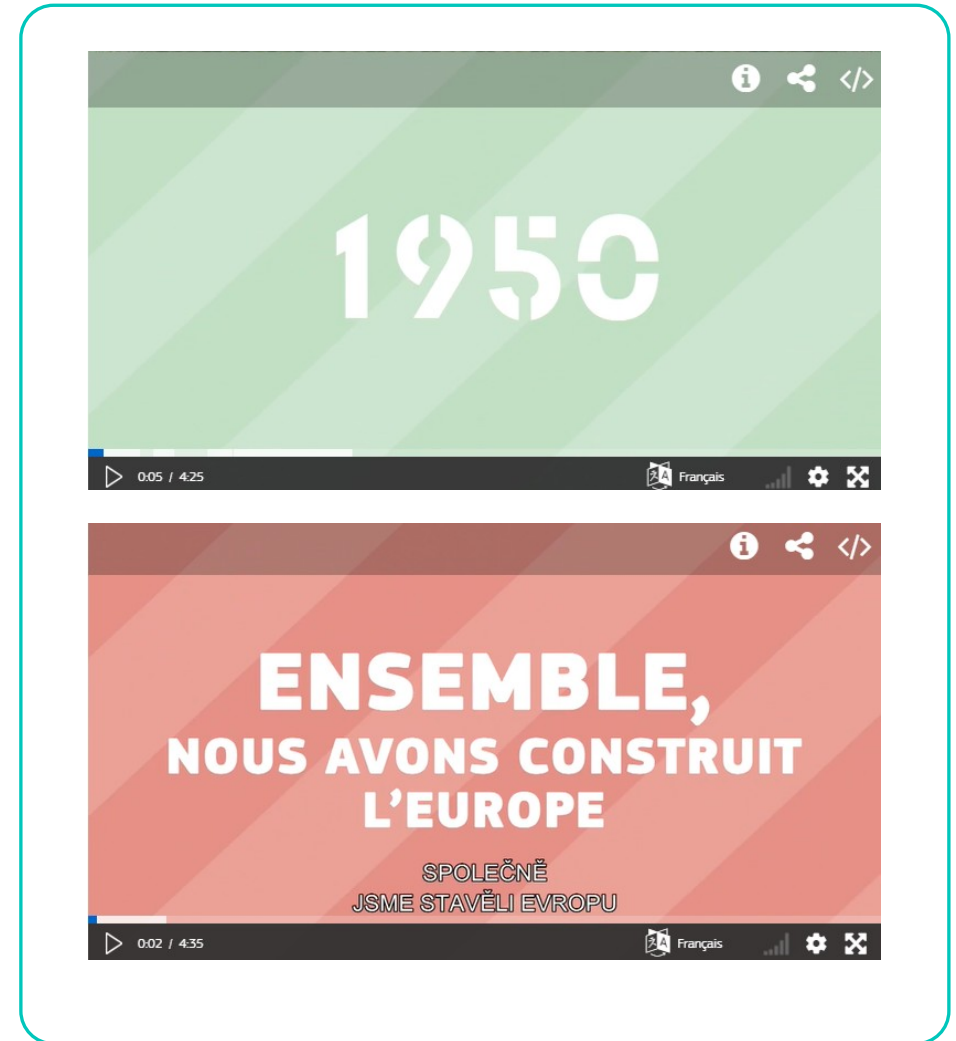 </>
1950
0:05 / 4:25
Français
</>
ENSEMBLE,
NOUS AVONS CONSTRUIT
L'EUROPE
SPOLEČNĚ
JSME STAVĚLI EVROPU
0:02 / 4:35
Français